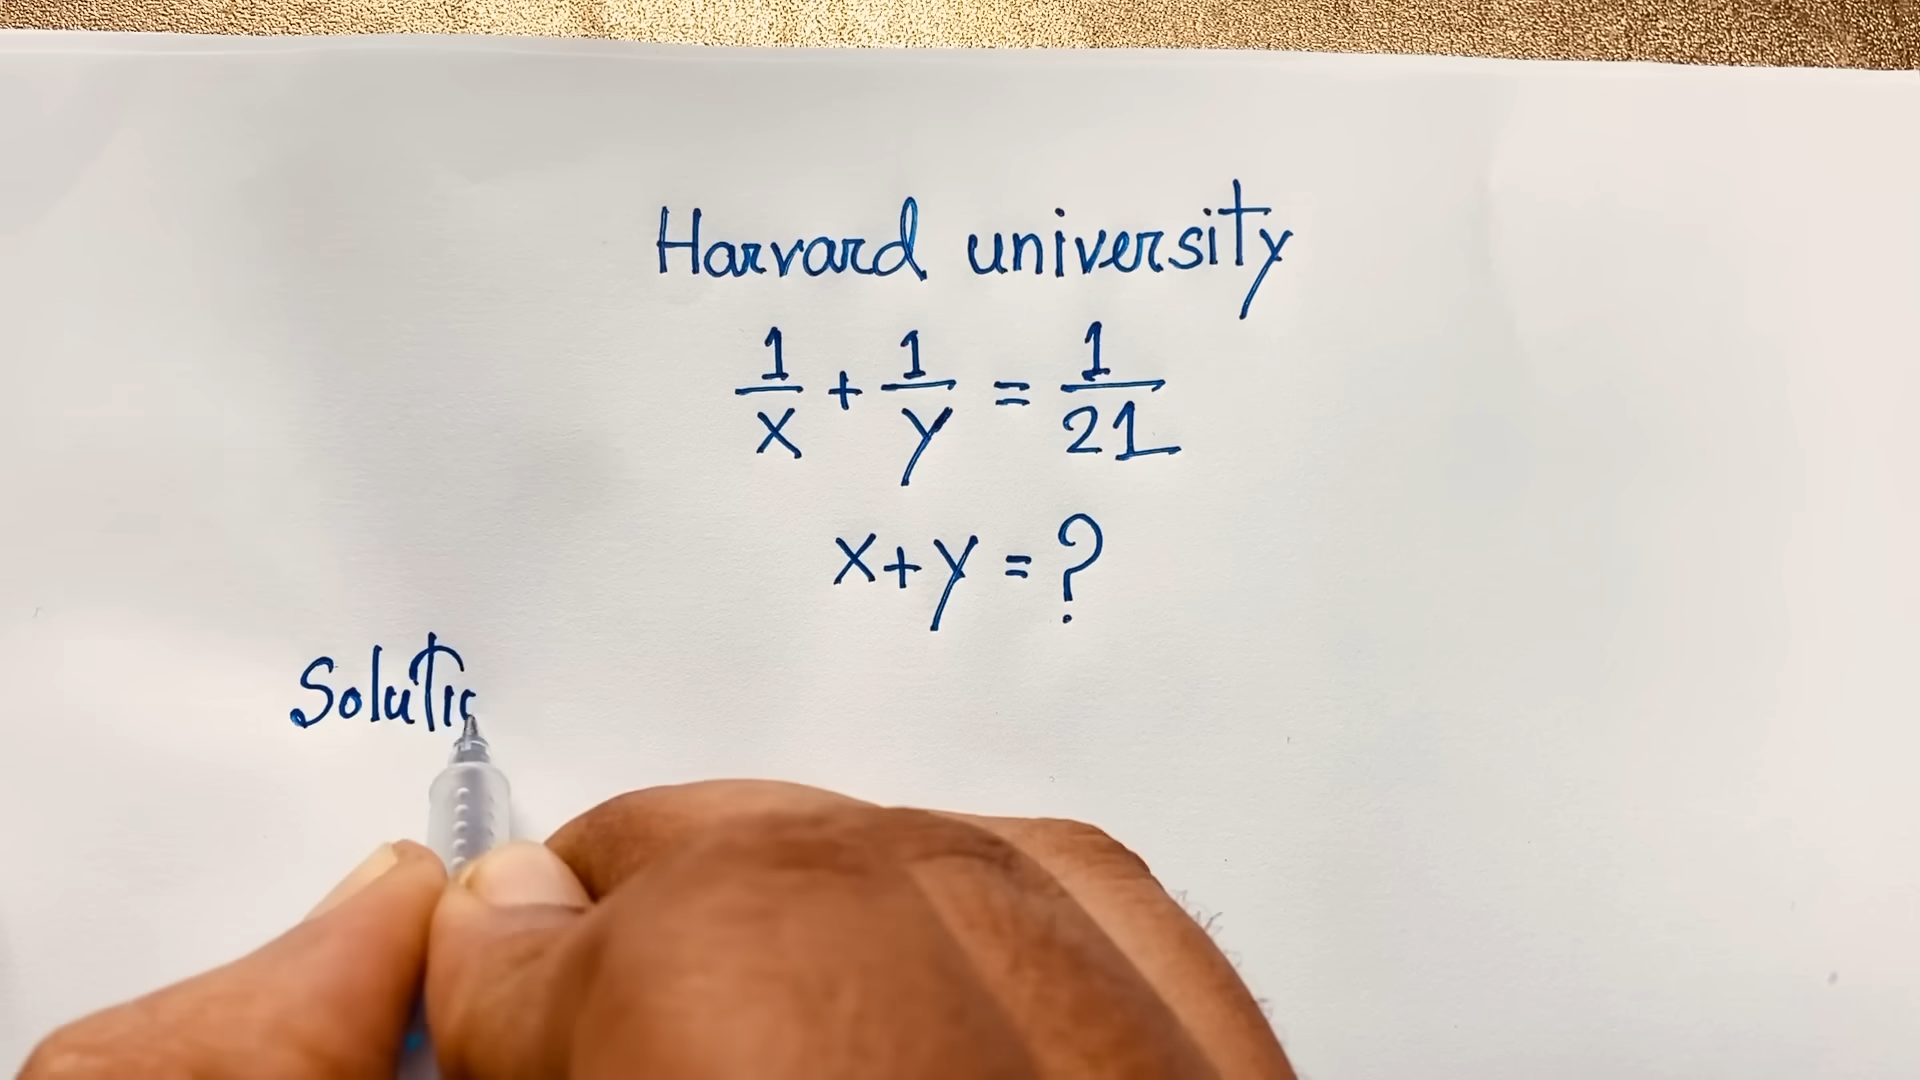 Harvard university
1/x + 1/y = 1/21
x+y = ?
Solutio